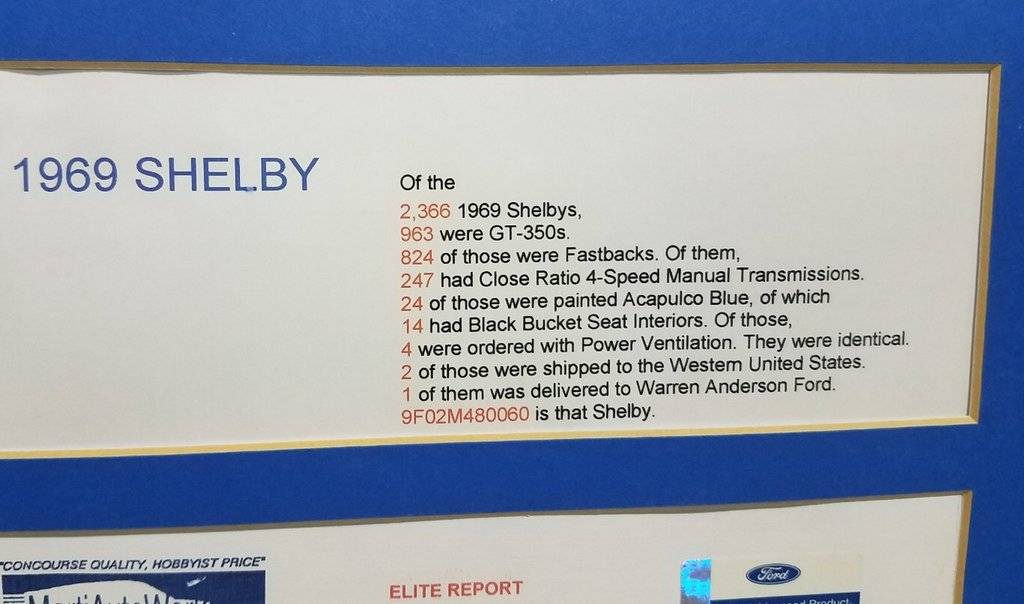 1969 SHELBY
Of the
2,366 1969 Shelbys,
963 were GT-350s.
824 of those were Fastbacks. Of them,
247 had Close Ratio 4-Speed Manual Transmissions.
24 of those were painted Acapulco Blue, of which
14 had Black Bucket Seat Interiors. Of those,
4 were ordered with Power Ventilation. They were identical.
2 of those were shipped to the Western United States.
1 of them was delivered to Warren Anderson Ford.
9F02M480060 is that Shelby.
"CONCOURSE QUALITY, HOBBYIST PRICE"
ELITE REPORT
Ford
Product